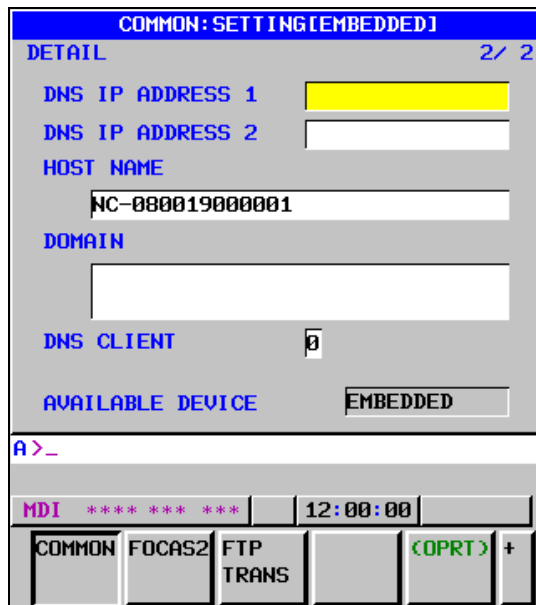 COMMON:SETTING[EMBEDDED]
DETAIL 2/ 2
DNS IP ADDRESS 1
DNS IP ADDRESS 2
HOST NAME
NC-080019000001
DOMAIN
DNS CLIENT 0
AVAILABLE DEVICE EMBEDDED
A>_
MDI **** *** *** 12:00:00
COMMON FOCAS2 FTP TRANS (OPRT) +